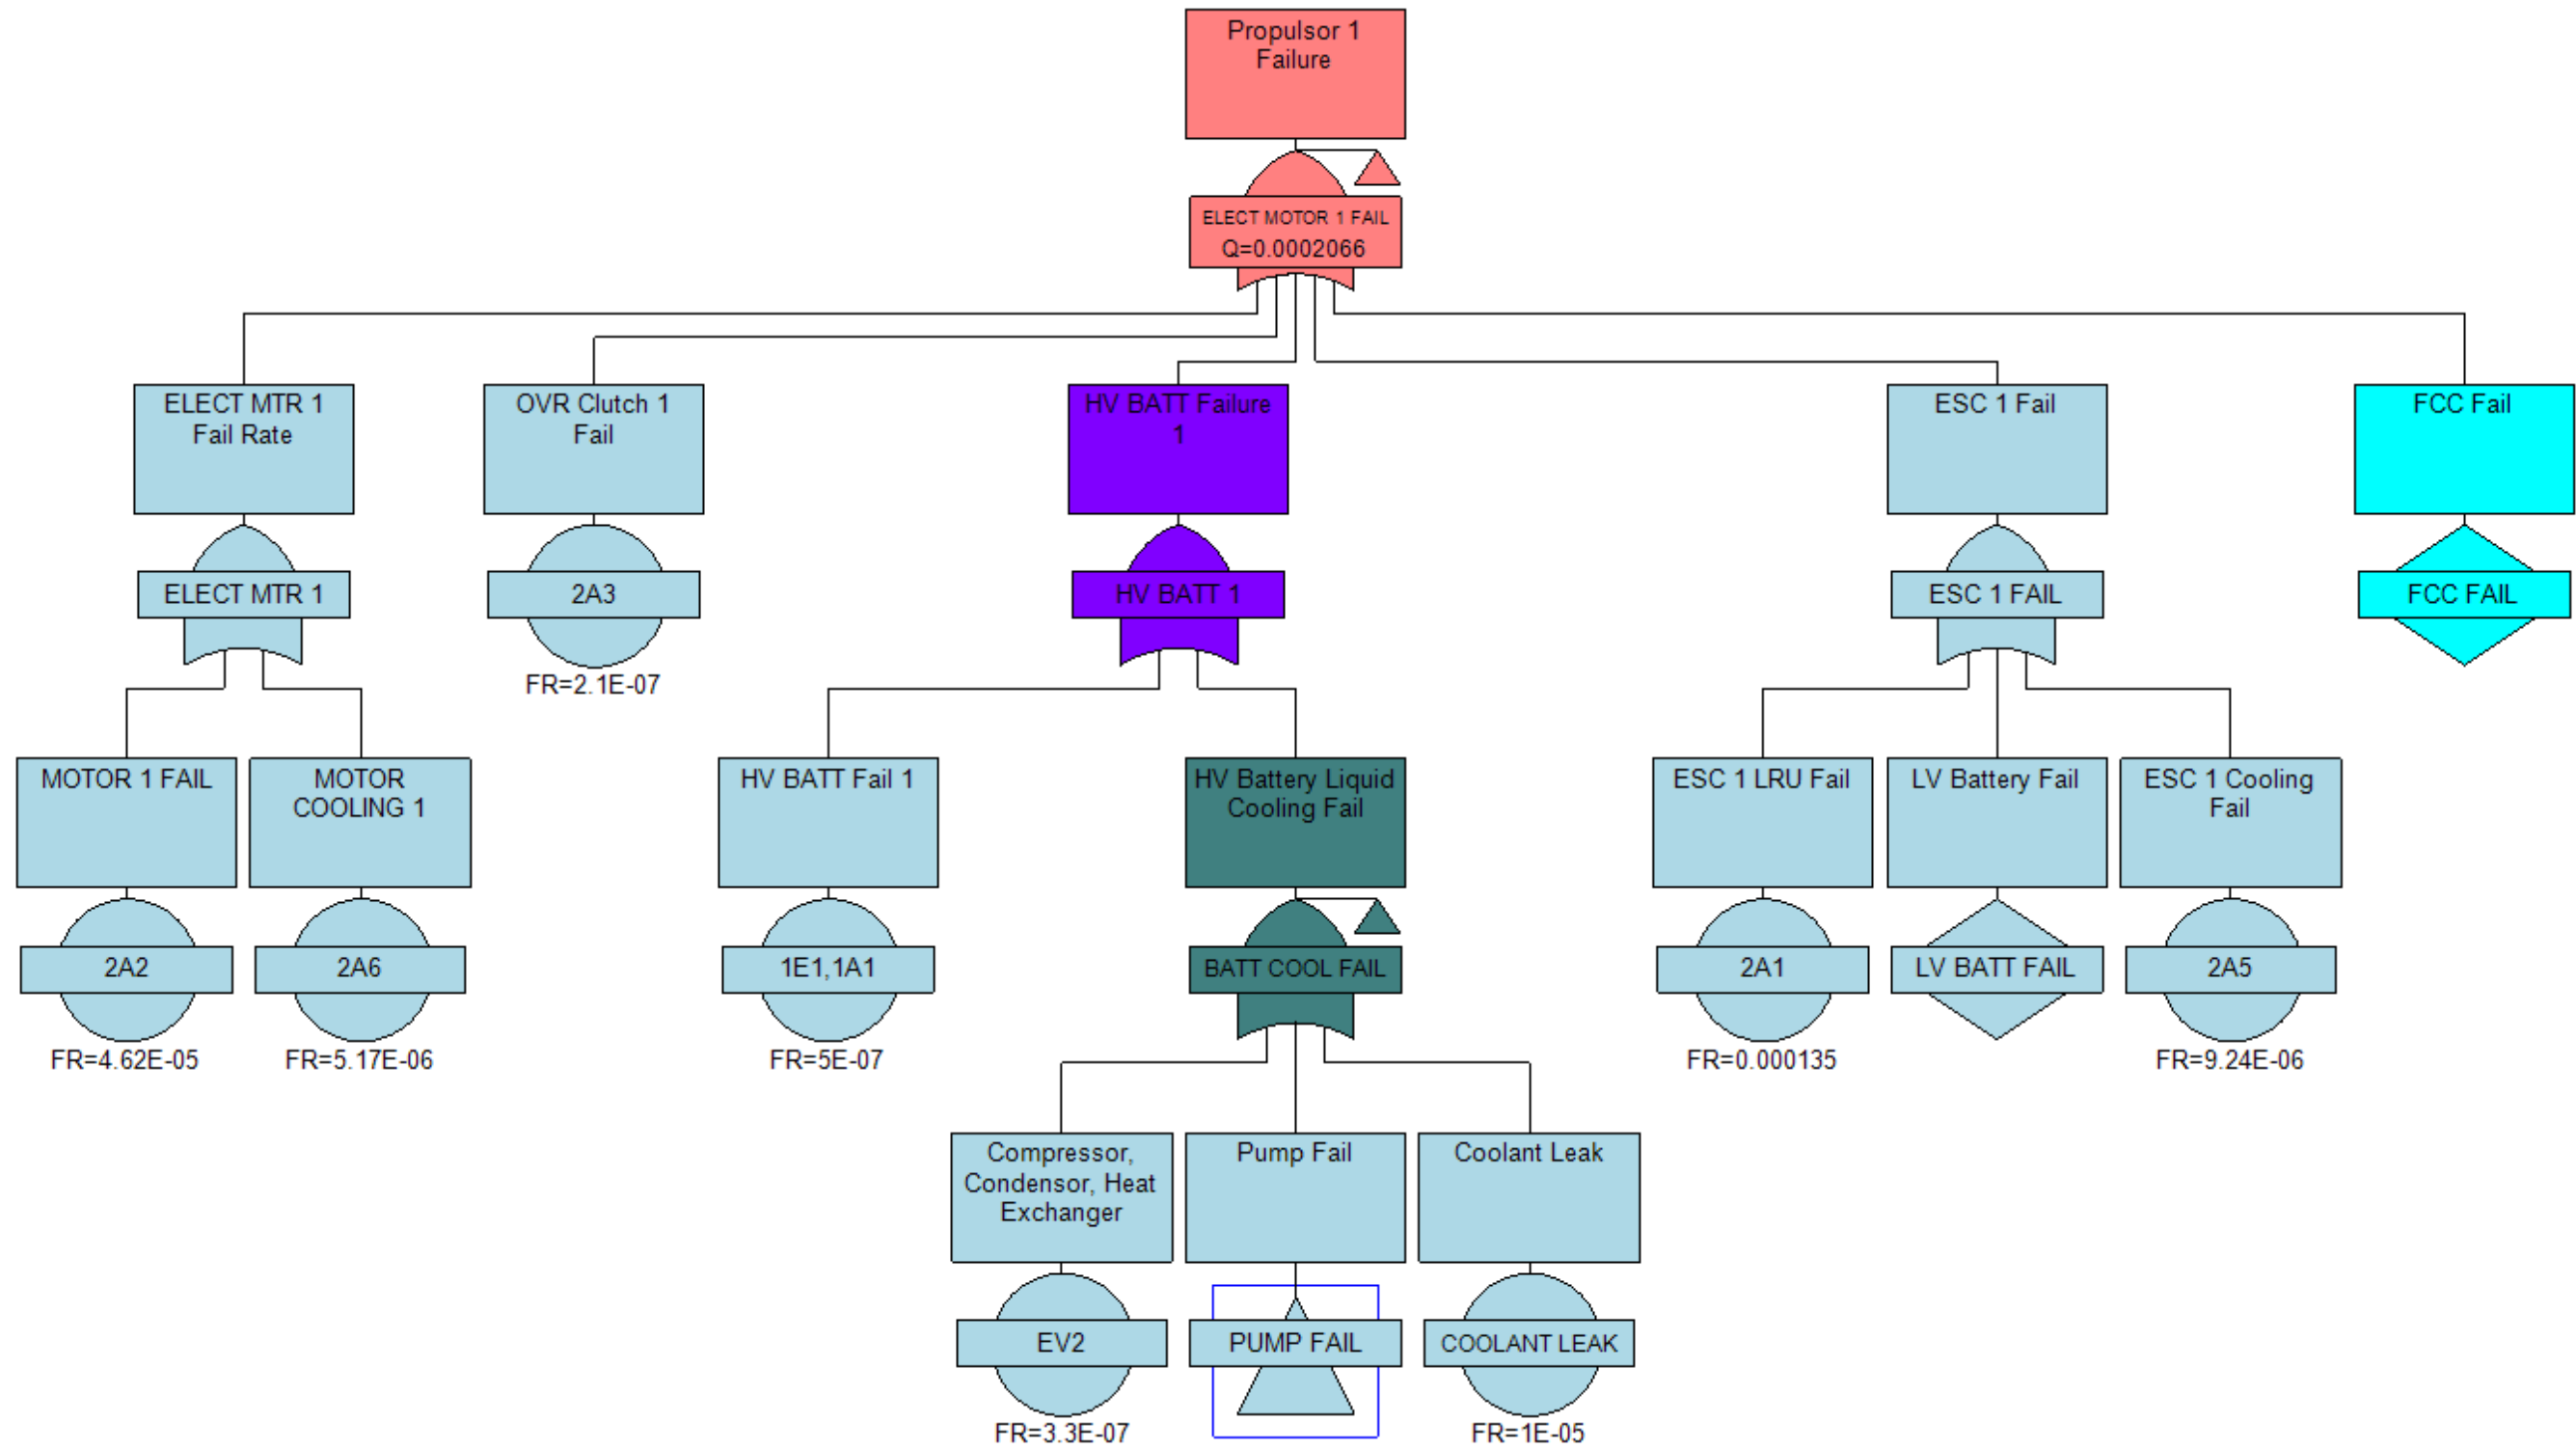 Propulsor 1
Failure
ELECT MOTOR 1 FAIL
Q=0.0002066
ELECT MTR 1
Fail Rate
ELECT MTR 1
OVR Clutch 1
Fail
2A3
FR=2.1E-07
HV BATT Failure
1
HV BATT 1
ESC 1 Fail
ESC 1 FAIL
FCC Fail
FCC FAIL
MOTOR 1 FAIL
2A2
FR=4.62E-05
MOTOR
COOLING 1
2A6
FR=5.17E-06
HV BATT Fail 1
1E1,1A1
FR=5E-07
HV Battery Liquid
Cooling Fail
BATT COOL FAIL
ESC 1 LRU Fail
2A1
FR=0.000135
LV Battery Fail
LV BATT FAIL
ESC 1 Cooling
Fail
2A5
FR=9.24E-06
Compressor,
Condensor, Heat
Exchanger
EV2
FR=3.3E-07
Pump Fail
PUMP FAIL
Coolant Leak
COOLANT LEAK
FR=1E-05